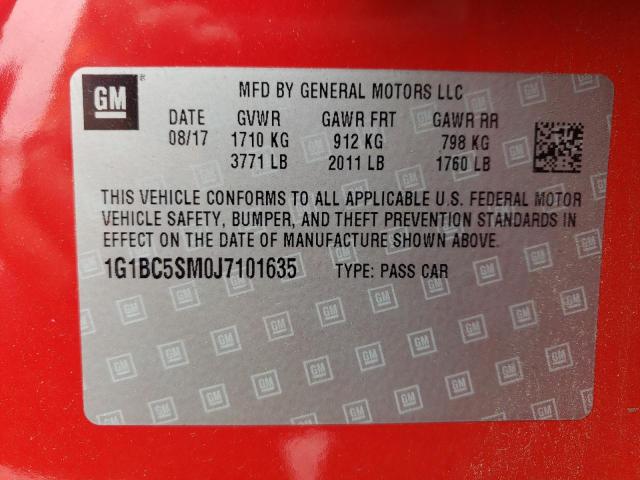 GM
MFD BY GENERAL MOTORS LLC
DATE GVWR GAWR FRT GAWR RR
08/17 1710 KG 912 KG 798 KG
3771 LB 2011 LB 1760 LB
THIS VEHICLE CONFORMS TO ALL APPLICABLE U.S. FEDERAL MOTOR
VEHICLE SAFETY, BUMPER, AND THEFT PREVENTION STANDARDS IN
EFFECT ON THE DATE OF MANUFACTURE SHOWN ABOVE.
1G1BC5SM0J7101635 TYPE: PASS CAR